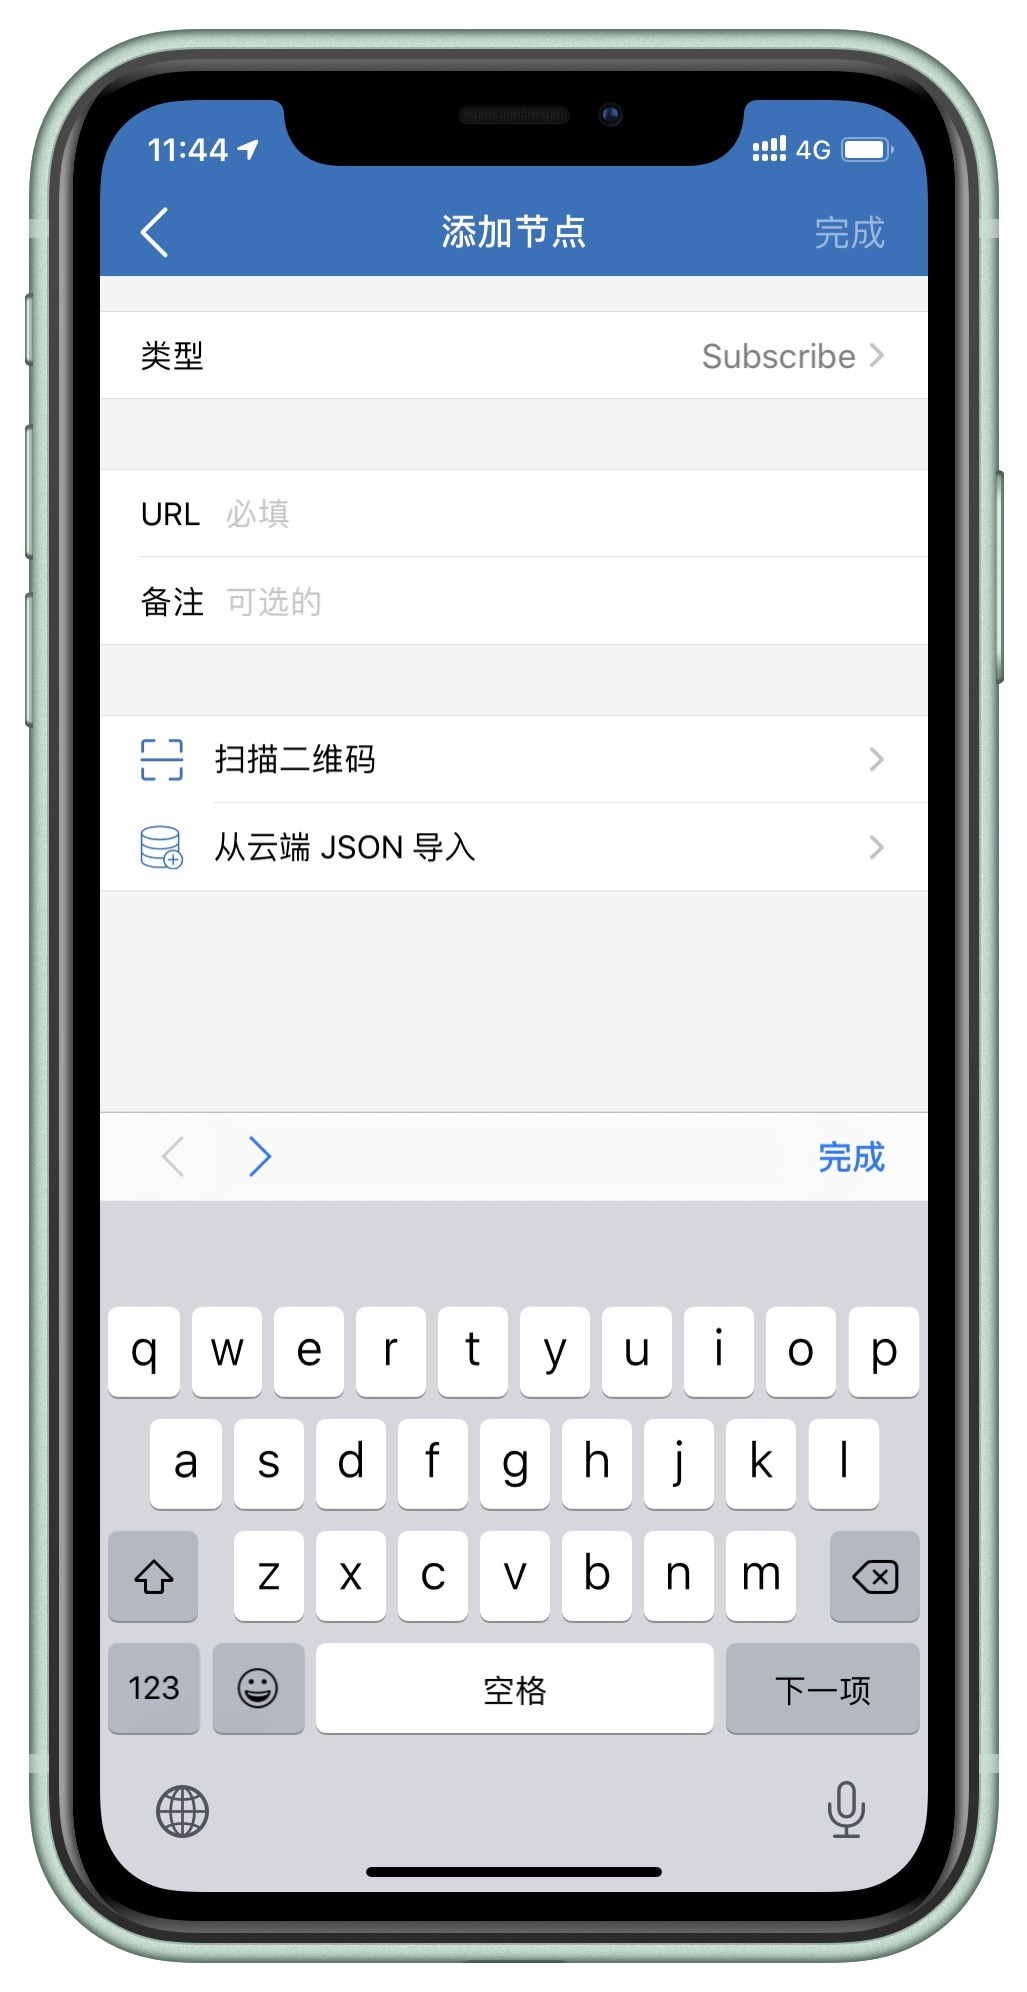 11:44 4G
添加节点 完成
类型 Subscribe
URL 必填
备注 可选的
扫描二维码
从云端 JSON 导入
完成
q w e r t y u i o p
a s d f g h j k l
z x c v b n m
123 空格 下一项